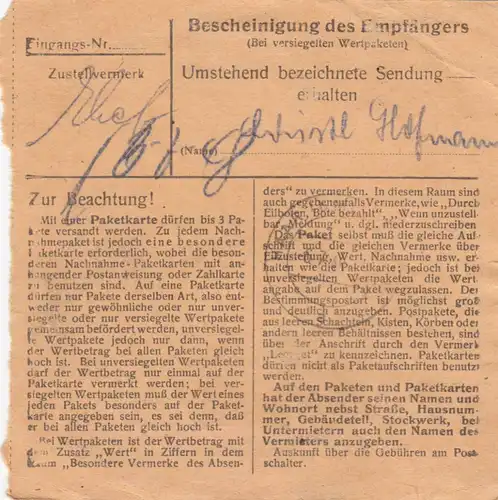 Eingangs-Nr.
Zustellvermerk
Bescheinigung des Empfängers
(Bei versiegelten Wertpaketen)
Umstehend bezeichnete Sendung
erhalten
(Name)
Zur Beachtung!
Mit einer Paketkarte dürfen bis 3 Pa-
kete versandt werden. Zu jedem Nach-
nahmepaket ist jedoch eine besondere
Paketkarte erforderlich, wobei die beson-
deren Nachnahme-Paketkarten mit an-
hängender Postanweisung oder Zahlkarte
zu benutzen sind. Auf eine Paketkarte
dürfen nur Pakete derselben Art, also ent-
weder nur gewöhnliche oder nur unver-
siegelte oder nur versiegelte Wertpakete
gemeinsam befördert werden, unversiegel-
te Wertpakete jedoch nur dann, wenn
der Wertbetrag bei allen Paketen gleich
hoch ist. Bei unversiegelten Wertpaketen
darf der Wertbetrag nur einmal auf der
Paketkarte vermerkt werden; bei ver-
siegelten Wertpaketen muß der Wert eines
jeden Pakets besonders auf der Paket-
karte angegeben sein, es sei denn, daß
er bei allen Paketen gleich hoch ist.
Bei Wertpaketen ist der Wertbetrag mit
dem Zusatz „Wert" in Ziffern in dem
Raum „Besondere Vermerke des Absen-
ders" zu vermerken. In diesem Raum sind
auch gegebenenfalls Vermerke, wie „Durch
Eilboten, Bote bezahlt", „Wenn unzustell-
bar, Meldung" u. dgl. niederzuschreiben
Das Paket selbst muß die gleiche Auf-
schrift und die gleichen Vermerke über
Eilzustellung, Wert, Nachnahme usw. er-
halten wie die Paketkarte; jedoch ist bei
unversiegelten Wertpaketen die Wert-
angabe auf dem Paket wegzulassen. Der
Bestimmungspostort ist möglichst groß
und deutlich anzugeben. Postpakete, die
aus leeren Schachteln, Kisten, Körben oder
andern leeren Behältnissen bestehen, sind
über der Anschrift durch den Vermerk
„Leergut" zu kennzeichnen. Paketkarten
dürfen nicht als Paketaufschriften benutzt
werden.
Auf den Paketen und Paketkarten
hat der Absender seinen Namen und
Wohnort nebst Straße, Hausnum-
mer, Gebäudeteil, Stockwerk, bei
Untermietern auch den Namen des
Vermieters anzugeben.
Auskunft über die Gebühren am Post-
schalter.